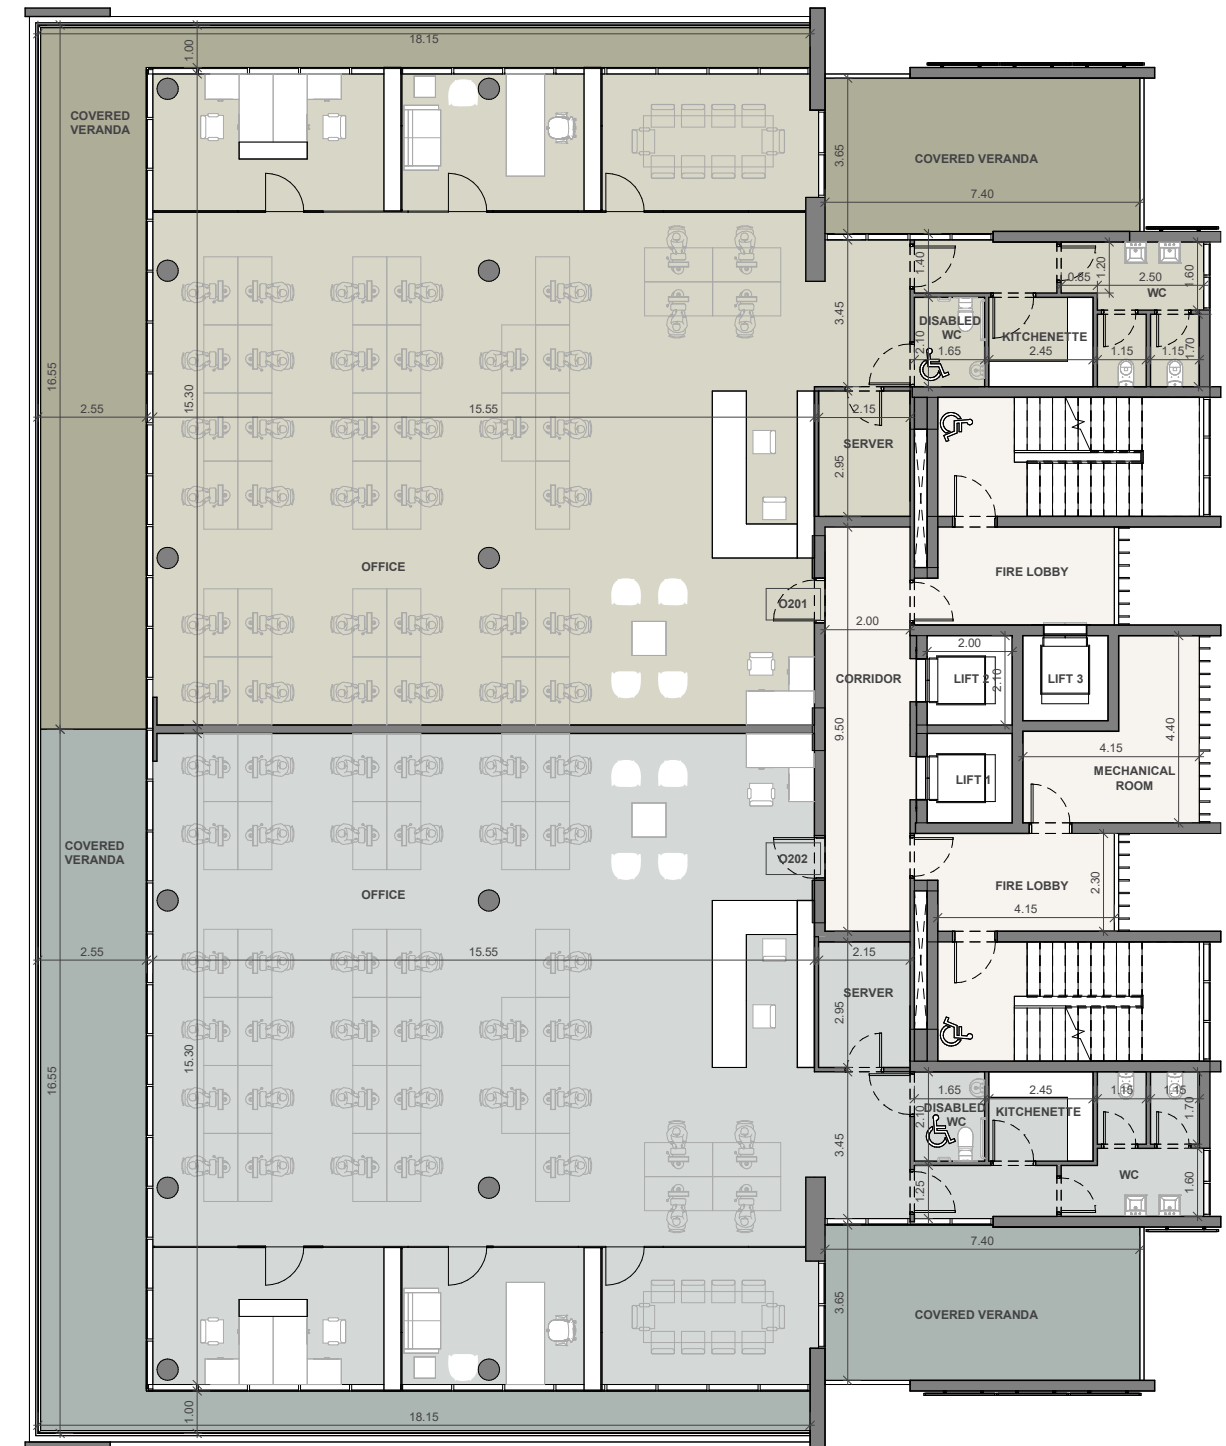 18.15
1.00
COVERED
VERANDA
COVERED VERANDA
3.65
7.40
1.40
1.20
0.85
2.50
1.60
WC
3.45
DISABLED
WC
KITCHENETTE
2.10
1.65
2.45
1.15
1.15
1.70
16.55
15.30
2.55
15.55
2.15
SERVER
2.95
OFFICE
FIRE LOBBY
O201
2.00
2.00
CORRIDOR
LIFT 2
2.10
LIFT 3
9.50
4.40
4.15
MECHANICAL
ROOM
LIFT 1
COVERED
VERANDA
O202
OFFICE
FIRE LOBBY
2.30
4.15
2.55
15.55
2.15
SERVER
2.95
16.55
15.30
1.65
2.45
1.15
1.15
DISABLED
WC
KITCHENETTE
2.10
1.70
3.45
WC
1.25
1.60
7.40
3.65
COVERED VERANDA
1.00
18.15